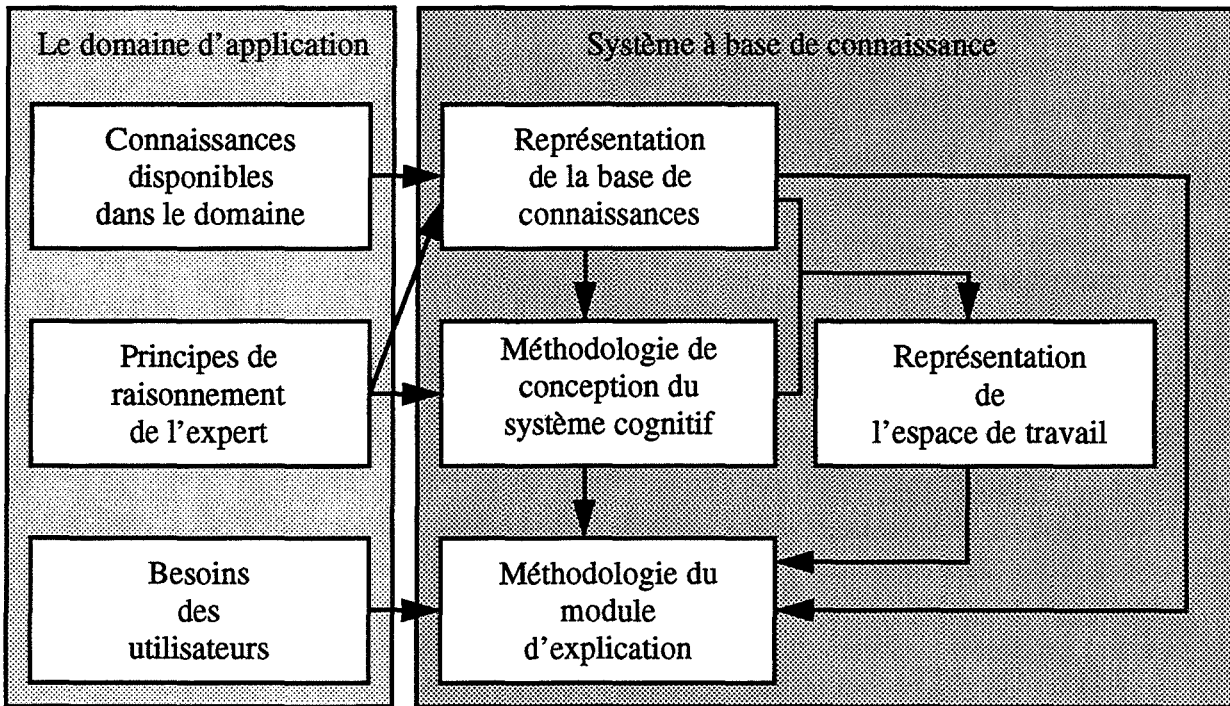 Le domaine d'application
Système à base de connaissance
Connaissances
disponibles
dans le domaine
Représentation
de la base de
connaissances
Principes de
raisonnement
de l'expert
Méthodologie de
conception du
système cognitif
Représentation
de
l'espace de travail
Besoins
des
utilisateurs
Méthodologie du
module
d'explication